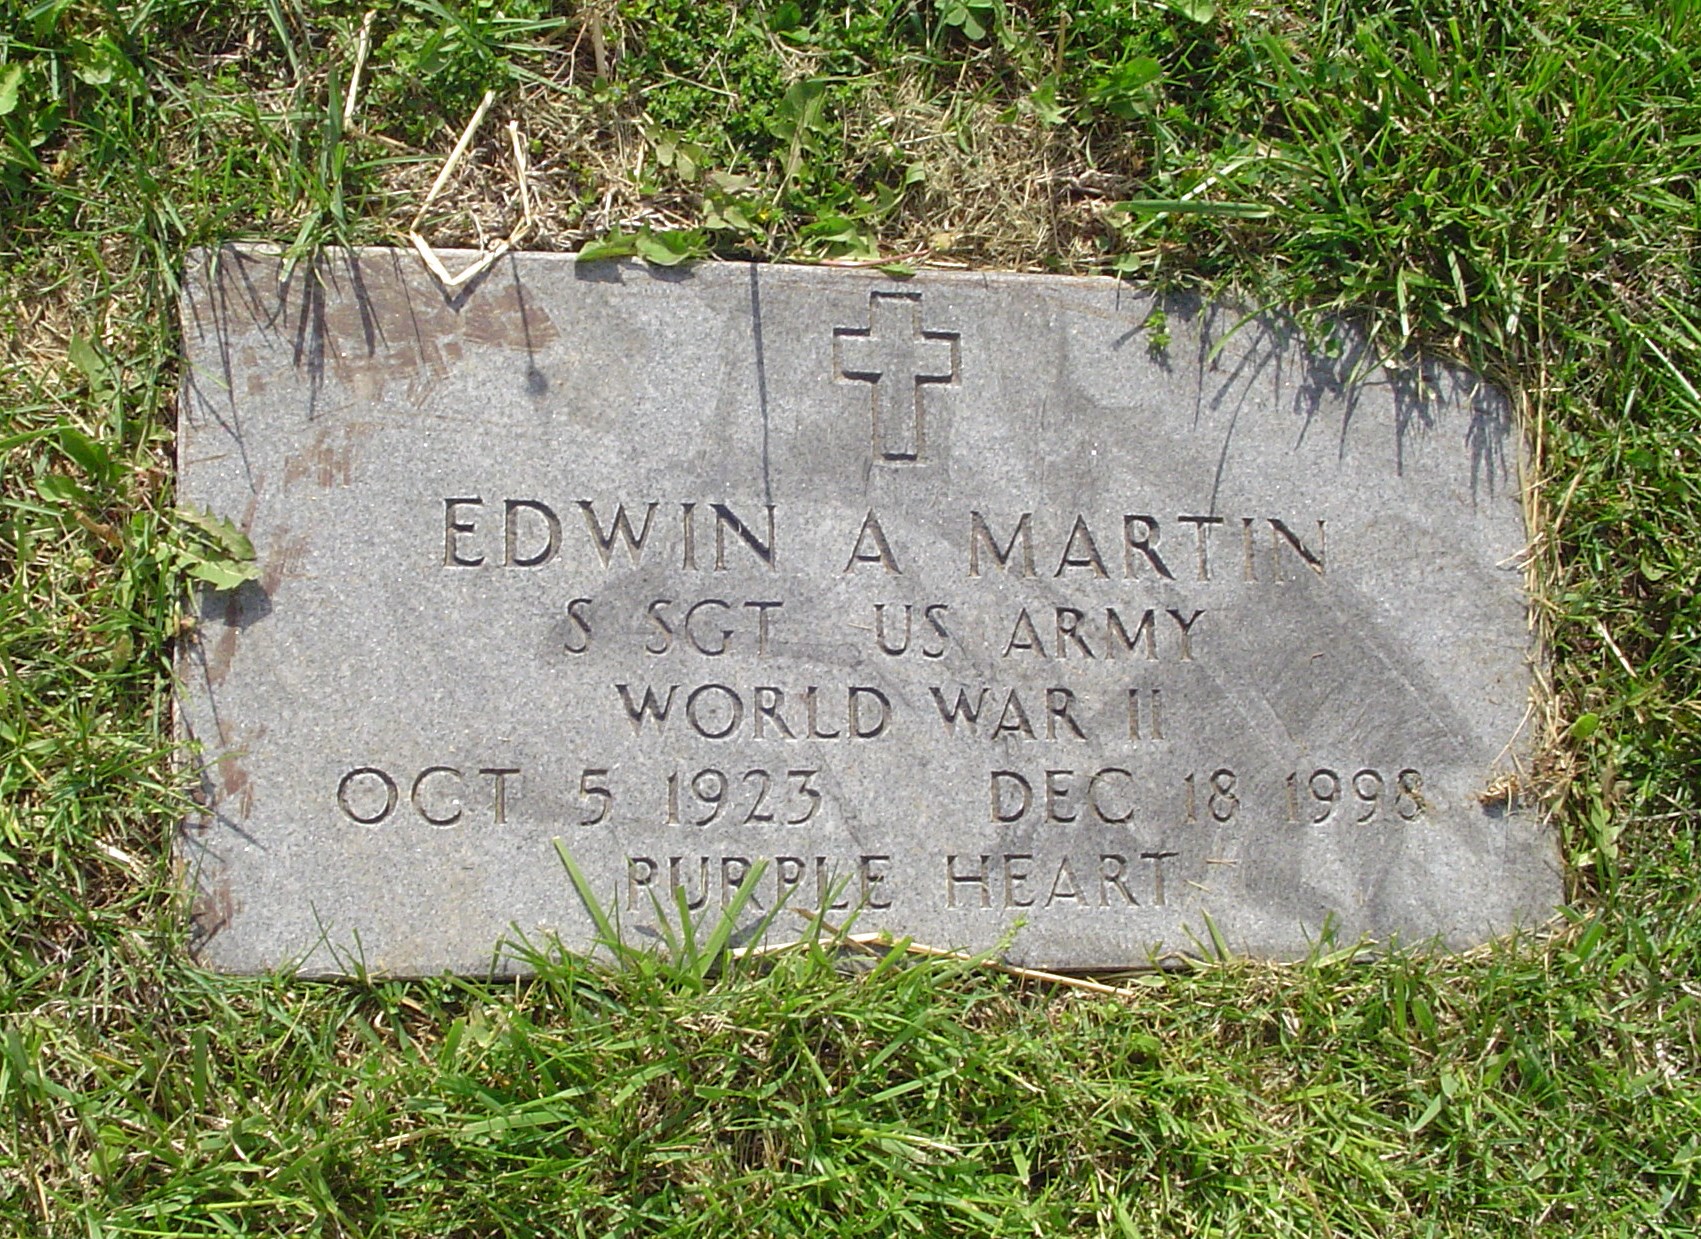 EDWIN A MARTIN
S SGT US ARMY
WORLD WAR II
OCT 5 1923 DEC 18 1998
PURPLE HEART